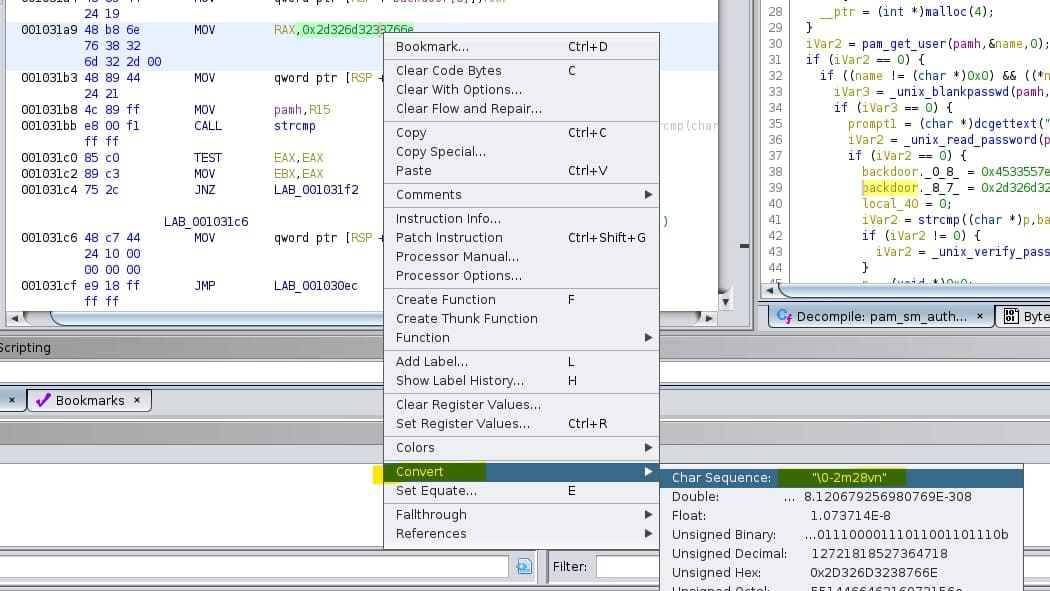 24 19
001031a9 48 b8 6e MOV RAX,0x2d326d3238766e
76 38 32
6d 32 2d 00
001031b3 48 89 44 MOV qword ptr [RSP +
24 21
001031b8 4c 89 ff MOV pamh,R15
001031bb e8 00 f1 CALL strcmp
ff ff
001031c0 85 c0 TEST EAX,EAX
001031c2 89 c3 MOV EBX,EAX
001031c4 75 2c JNZ LAB_001031f2
LAB_001031c6 )
001031c6 48 c7 44 MOV qword ptr [RSP +
24 10 00
00 00 00
001031cf e9 18 ff JMP LAB_001030ec
ff ff
Scripting
× Bookmarks ×
Filter:
Bookmark... Ctrl+D
Clear Code Bytes C
Clear With Options...
Clear Flow and Repair...
Copy Ctrl+C
Copy Special...
Paste Ctrl+V
Comments
Instruction Info...
Patch Instruction Ctrl+Shift+G
Processor Manual...
Processor Options...
Create Function F
Create Thunk Function
Function
Add Label... L
Show Label History... H
Clear Register Values...
Set Register Values... Ctrl+R
Colors
Convert
Set Equate... E
Fallthrough
References
Char Sequence: "\0-2m28vn"
Double: ... 8.120679256980769E-308
Float: 1.073714E-8
Unsigned Binary: ...0111000011101100110111​0b
Unsigned Decimal: 12721818527364718
Unsigned Hex: 0x2D326D3238766E
28 __ptr = (int *)malloc(4);
29 }
30 iVar2 = pam_get_user(pamh,&name,0);
31 if (iVar2 == 0) {
32 if ((name != (char *)0x0) && ((*n
33 iVar3 = _unix_blankpasswd(pamh,
34 if (iVar3 == 0) {
35 prompt1 = (char *)dcgettext("
36 iVar2 = _unix_read_password(p
37 if (iVar2 == 0) {
38 backdoor._0_8_ = 0x4533557e
39 backdoor._8_7_ = 0x2d326d32
40 local_40 = 0;
41 iVar2 = strcmp((char *)p,ba
42 if (iVar2 != 0) {
43 iVar2 = _unix_verify_pass
44 }
Decompile: pam_sm_auth... × Byte